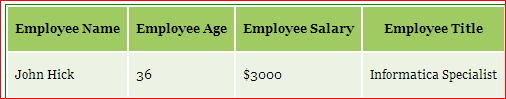 Employee Name Employee Age Employee Salary Employee Title
John Hick 36 $3000 Informatica Specialist